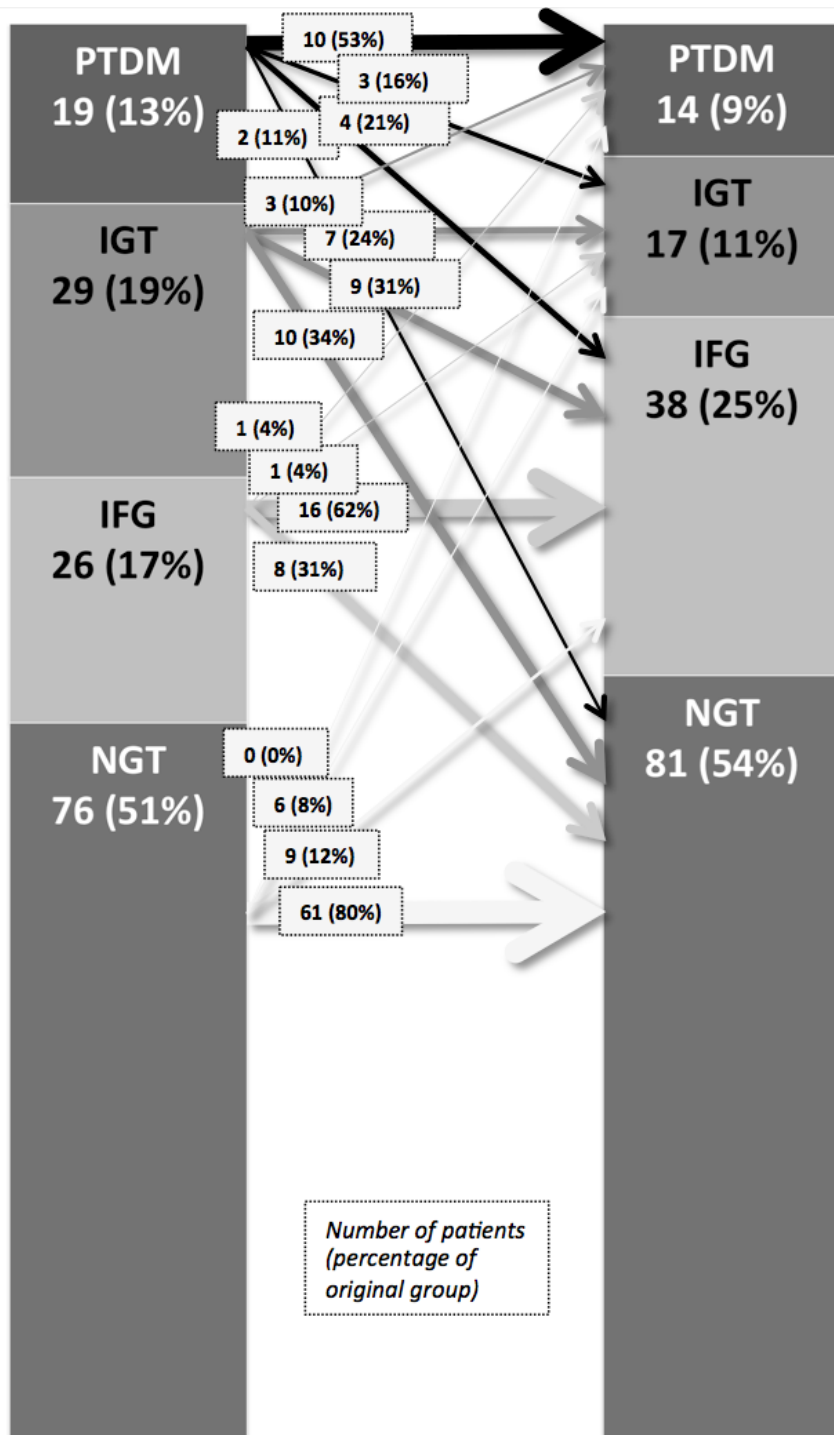 PTDM
19 (13%)
IGT
29 (19%)
IFG
26 (17%)
NGT
76 (51%)
10 (53%)
3 (16%)
4 (21%)
2 (11%)
3 (10%)
7 (24%)
9 (31%)
10 (34%)
1 (4%)
1 (4%)
16 (62%)
8 (31%)
0 (0%)
6 (8%)
9 (12%)
61 (80%)
Number of patients
(percentage of
original group)
PTDM
14 (9%)
IGT
17 (11%)
IFG
38 (25%)
NGT
81 (54%)